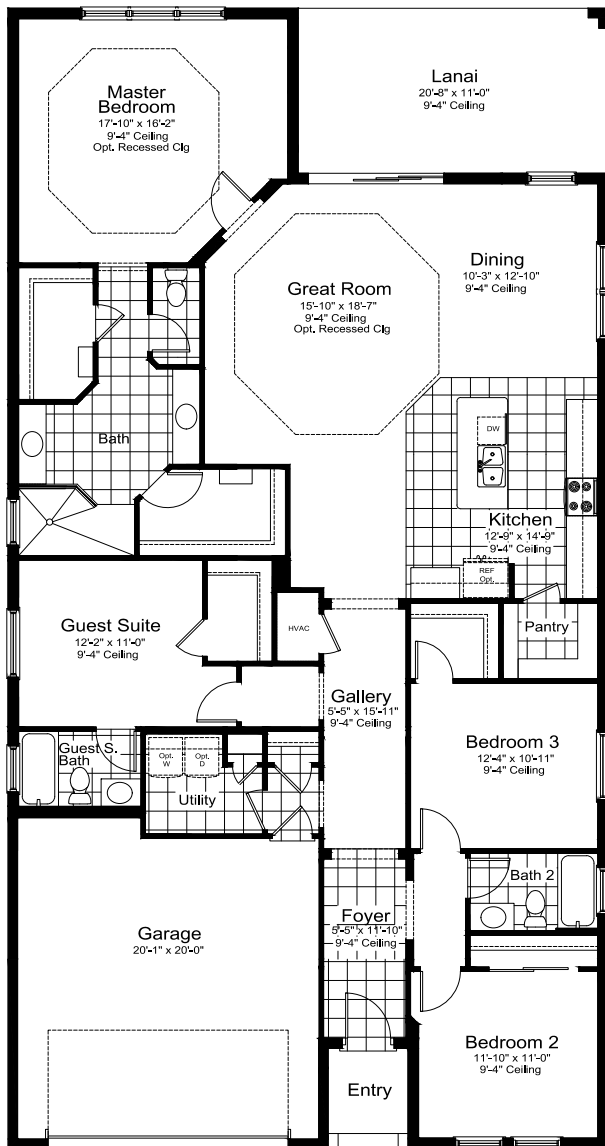 Lanai
20'-8" x 11'-0"
9'-4" Ceiling
Master
Bedroom
17'-10" x 16'-2"
9'-4" Ceiling
Opt. Recessed Clg
Dining
10'-3" x 12'-10"
9'-4" Ceiling
Great Room
15'-10" x 18'-7"
9'-4" Ceiling
Opt. Recessed Clg
DW
Bath
Kitchen
12'-9" x 14'-9"
9'-4" Ceiling
REF
Opt.
Pantry
Guest Suite
12'-2" x 11'-0"
9'-4" Ceiling
HVAC
Gallery
5'-5" x 15'-11"
9'-4" Ceiling
Bedroom 3
12'-4" x 10'-11"
9'-4" Ceiling
Guest S.
Bath
Opt.
W
Opt.
D
Utility
Bath 2
Foyer
5'-5" x 11'-10"
9'-4" Ceiling
Garage
20'-1" x 20'-0"
Bedroom 2
11'-10" x 11'-0"
9'-4" Ceiling
Entry